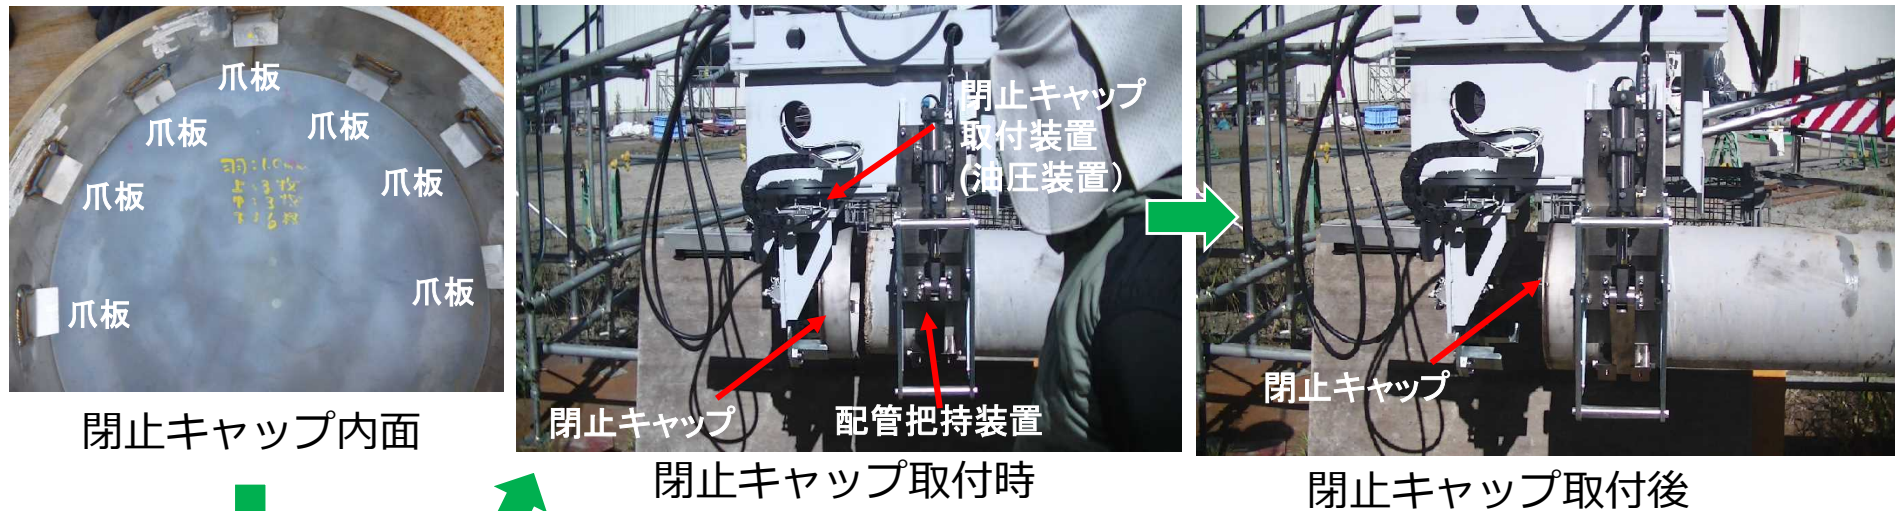 爪板
爪板
爪板
爪板
爪板
爪板
爪板
閉止キャップ内面
閉止キャップ
取付装置
(油圧装置)
閉止キャップ
配管把持装置
閉止キャップ取付時
閉止キャップ
閉止キャップ取付後